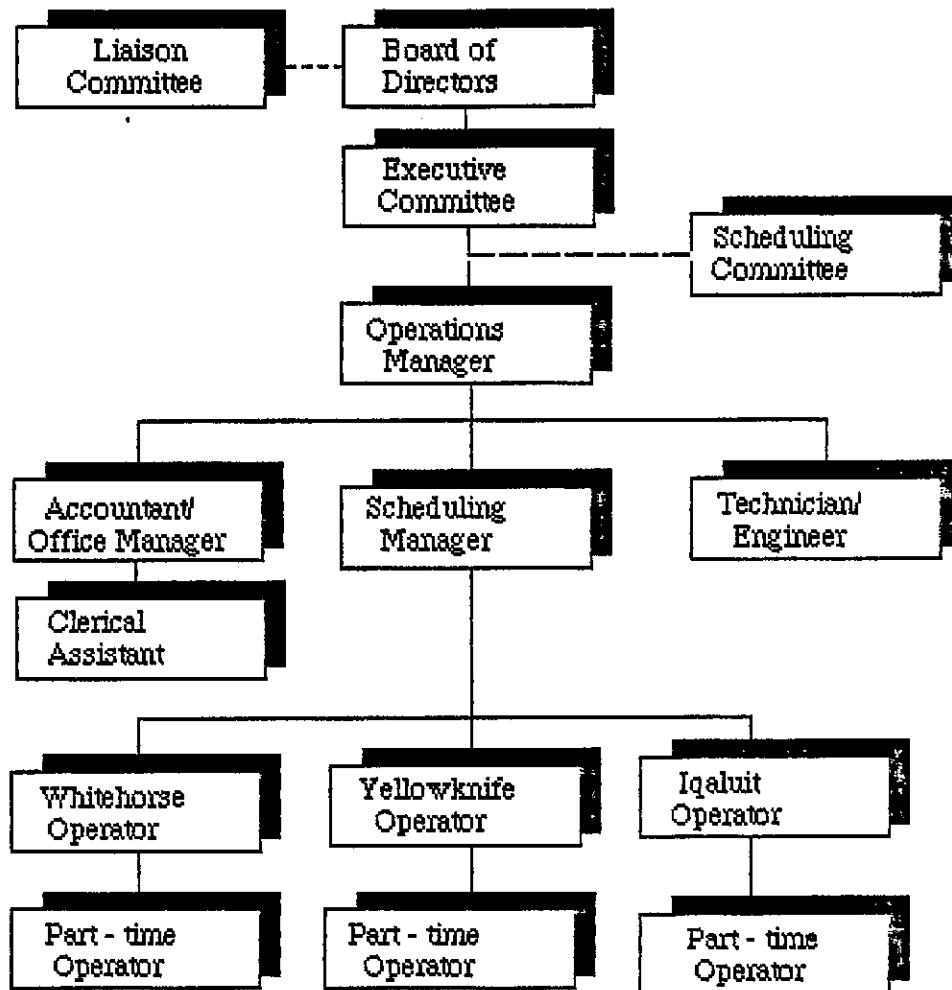 Liaison
Committee
Board of
Directors
Executive
Committee
Scheduling
Committee
Operations
Manager
Accountant/
Office Manager
Scheduling
Manager
Technician/
Engineer
Clerical
Assistant
Whitehorse
Operator
Yellowknife
Operator
Iqaluit
Operator
Part - time
Operator
Part - time
Operator
Part - time
Operator